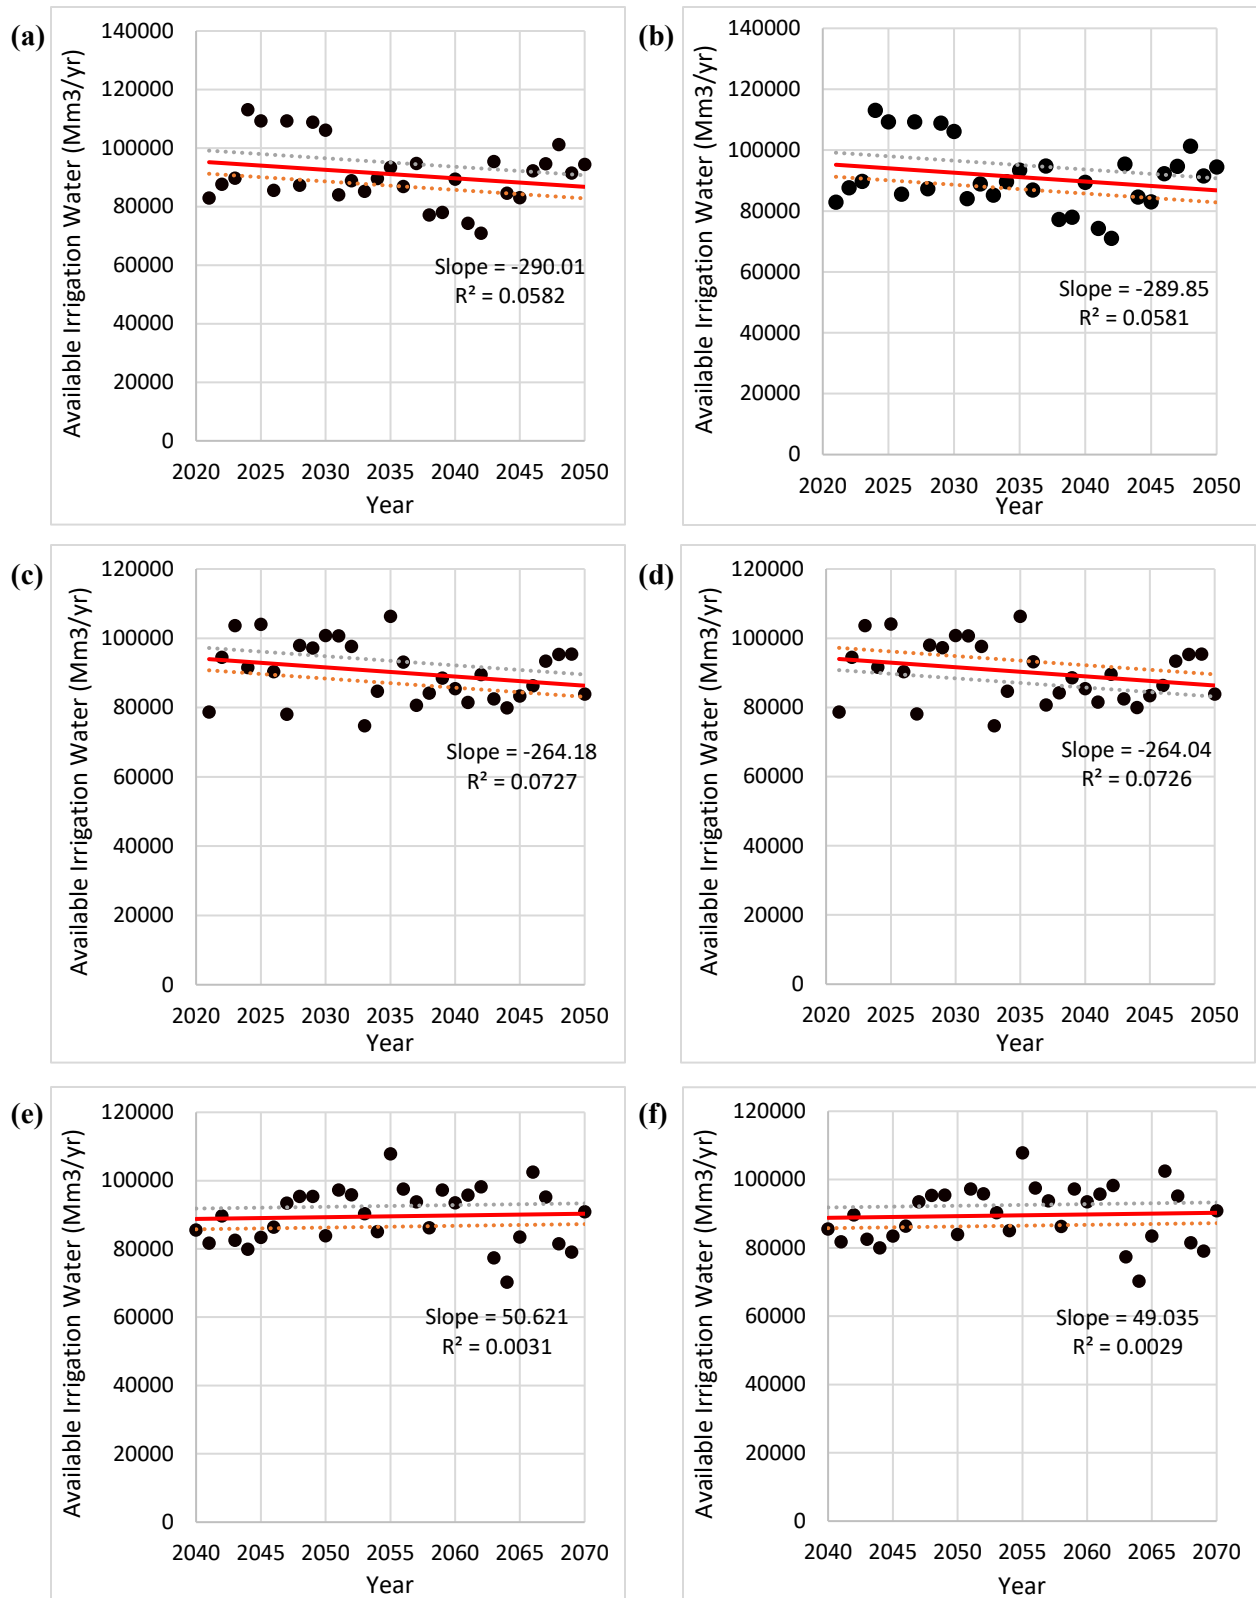 (a)
140000
120000
100000
80000
60000
40000
20000
0
Available Irrigation Water (Mm3/yr)
Slope = -290.01
R² = 0.0582
2020 2025 2030 2035 2040 2045 2050
Year
(b)
140000
120000
100000
80000
60000
40000
20000
0
Available Irrigation Water (Mm3/yr)
Slope = -289.85
R² = 0.0581
2020 2025 2030 2035 2040 2045 2050
Year
(c)
120000
100000
80000
60000
40000
20000
0
Available Irrigation Water (Mm3/yr)
Slope = -264.18
R² = 0.0727
2020 2025 2030 2035 2040 2045 2050
Year
(d)
120000
100000
80000
60000
40000
20000
0
Available Irrigation Water (Mm3/yr)
Slope = -264.04
R² = 0.0726
2020 2025 2030 2035 2040 2045 2050
Year
(e)
120000
100000
80000
60000
40000
20000
0
Available Irrigation Water (Mm3/yr)
Slope = 50.621
R² = 0.0031
2040 2045 2050 2055 2060 2065 2070
Year
(f)
120000
100000
80000
60000
40000
20000
0
Available Irrigation Water (Mm3/yr)
Slope = 49.035
R² = 0.0029
2040 2045 2050 2055 2060 2065 2070
Year